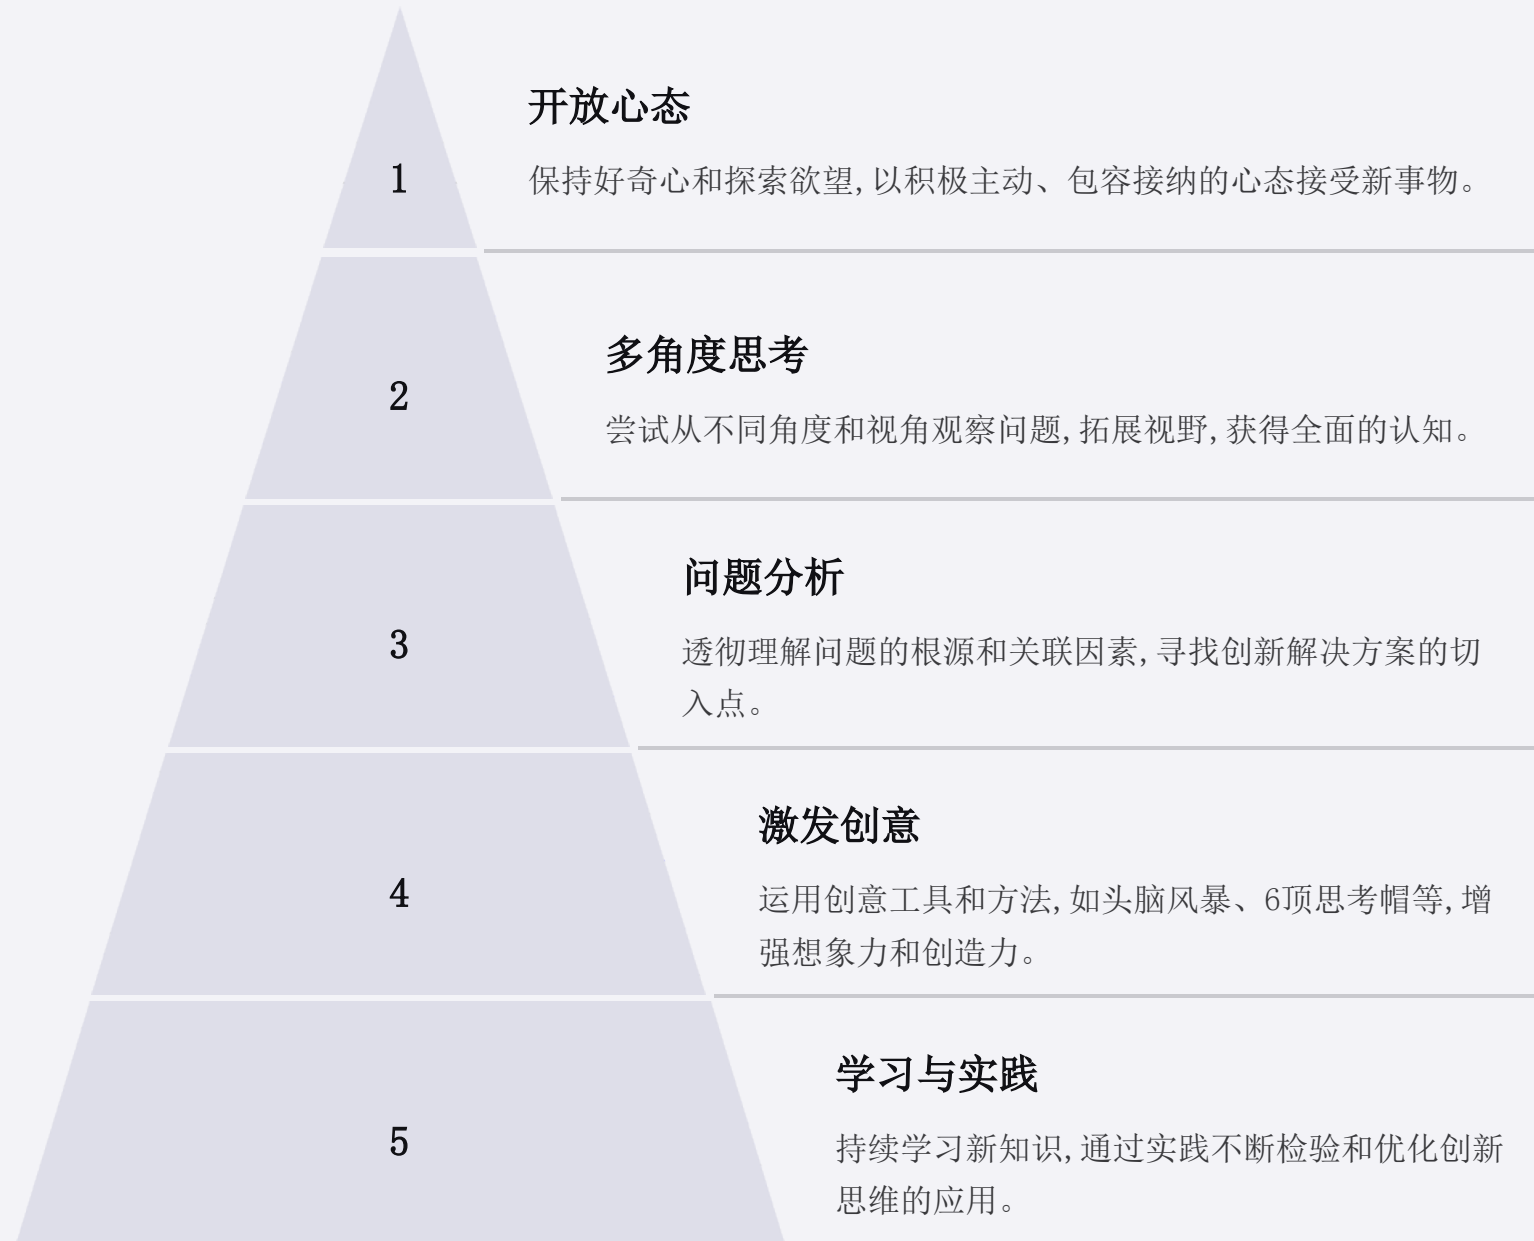 开放心态
1
保持好奇心和探索欲望,以积极主动、包容接纳的心态接受新事物。
多角度思考
2
尝试从不同角度和视角观察问题,拓展视野,获得全面的认知。
问题分析
3
透彻理解问题的根源和关联因素,寻找创新解决方案的切
入点。
激发创意
4
运用创意工具和方法,如头脑风暴、6顶思考帽等,增
强想象力和创造力。
学习与实践
5
持续学习新知识,通过实践不断检验和优化创新
思维的应用。